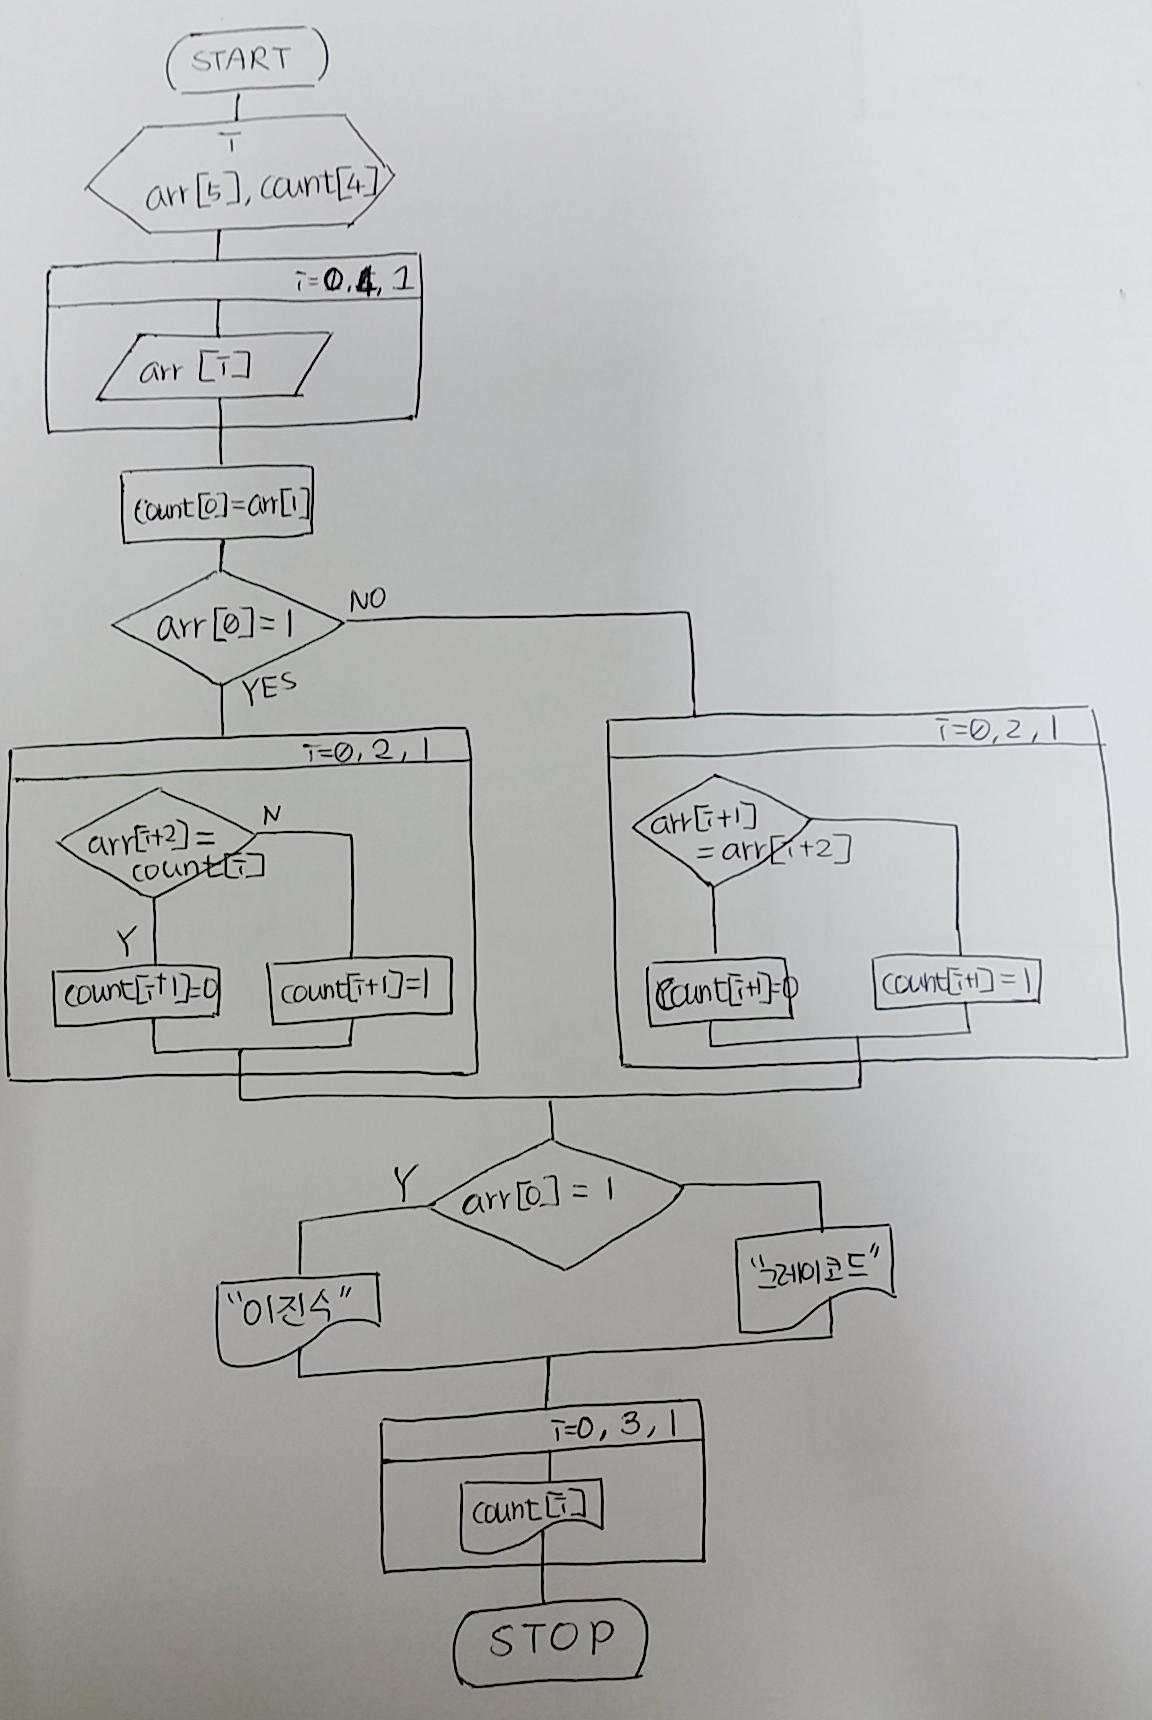 START
i
arr[5], count[4]
i=0,4,1
arr [i]
count[0]=arr[1]
arr[0]=1
NO
YES
i=0,2,1
arr[i+2]=
count[i]
N
Y
count[i+1]=0
count[i+1]=1
i=0,2,1
arr[i+1]
=arr[i+2]
count[i+1]=0
count[i+1]=1
arr[0]=1
Y
"이진수"
"그레이코드"
i=0,3,1
count[i]
STOP